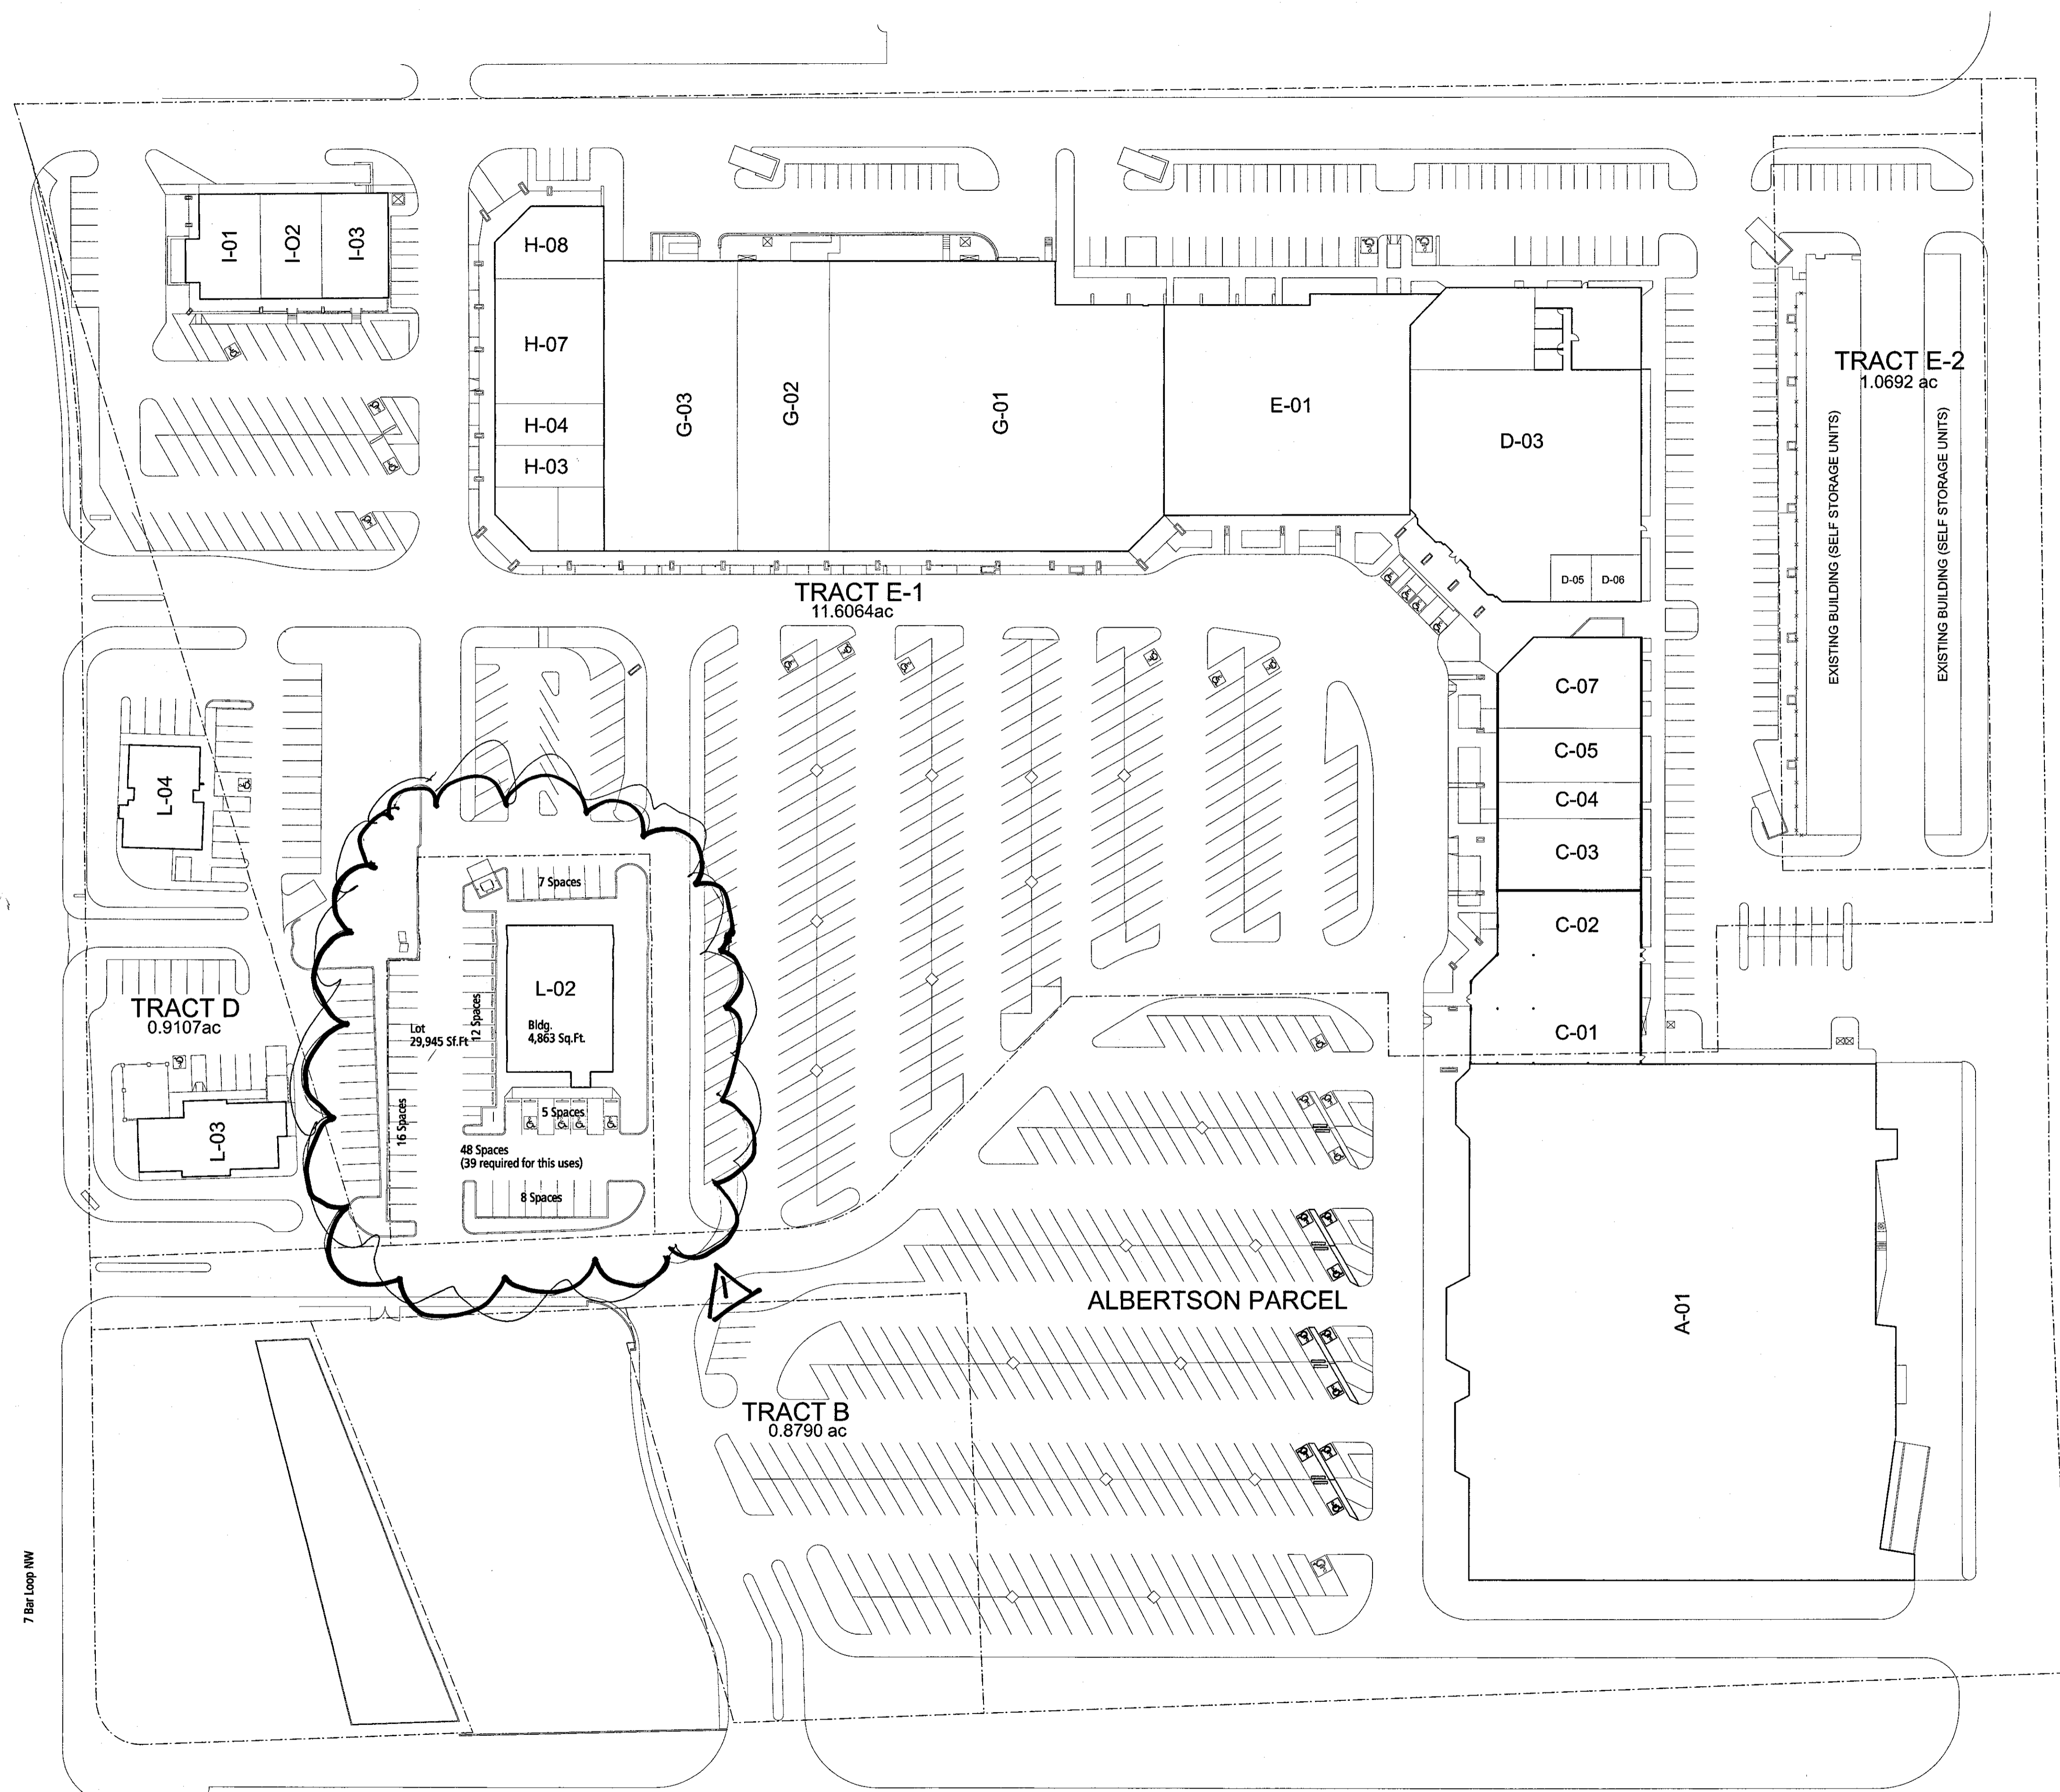 I-01
I-O2
I-03
H-08
H-07
H-04
H-03
G-03
G-02
G-01
E-01
D-03
D-05
D-06
TRACT E-2
1.0692 ac
EXISTING BUILDING (SELF STORAGE UNITS)
EXISTING BUILDING (SELF STORAGE UNITS)
TRACT E-1
11.6064ac
C-07
C-05
C-04
C-03
C-02
C-01
L-04
7 Spaces
L-02
Bldg.
4,863 Sq.Ft.
12 Spaces
Lot
29,945 Sf.Ft
TRACT D
0.9107ac
L-03
16 Spaces
5 Spaces
48 Spaces
(39 required for this uses)
8 Spaces
1
ALBERTSON PARCEL
A-01
TRACT B
0.8790 ac
7 Bar Loop NW